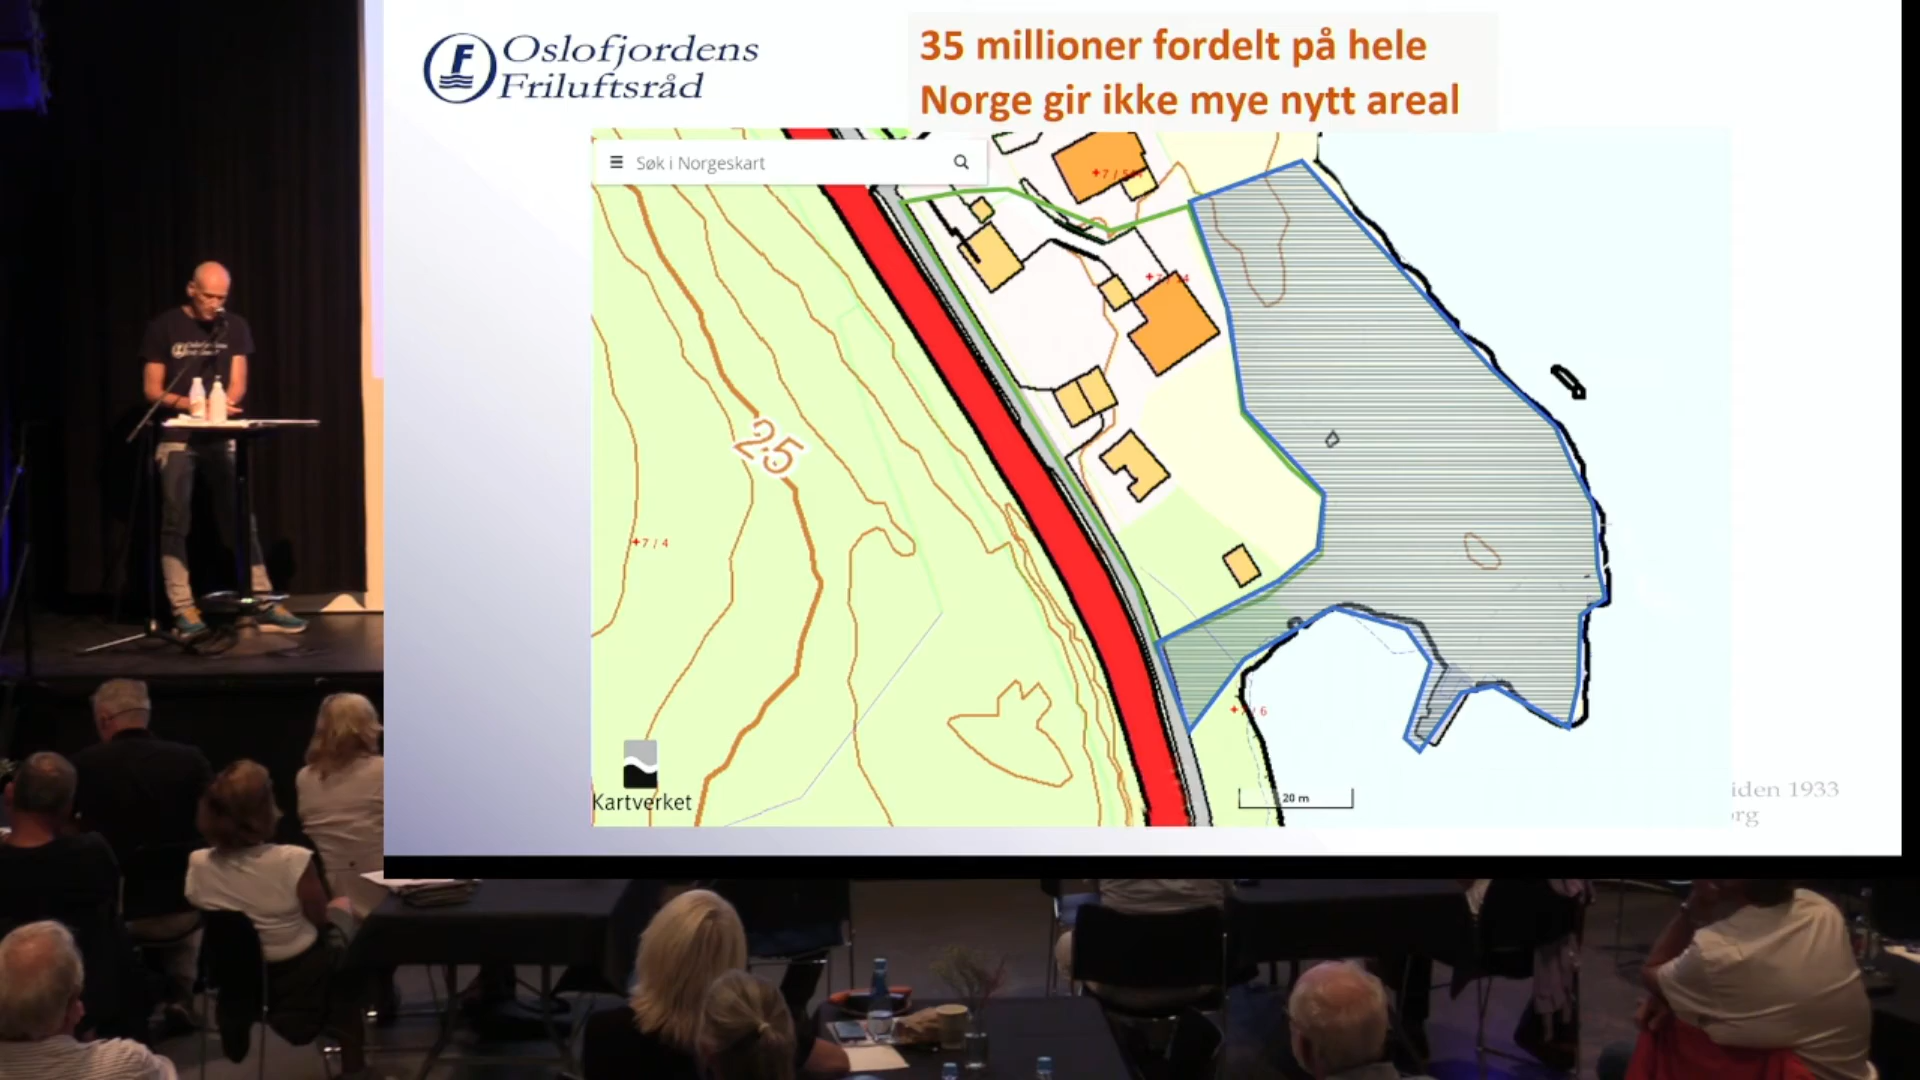 Oslofjordens
Friluftsråd
35 millioner fordelt på hele
Norge gir ikke mye nytt areal
Søk i Norgeskart
25
7 / 4
Kartverket
20 m
iden 1933
rg